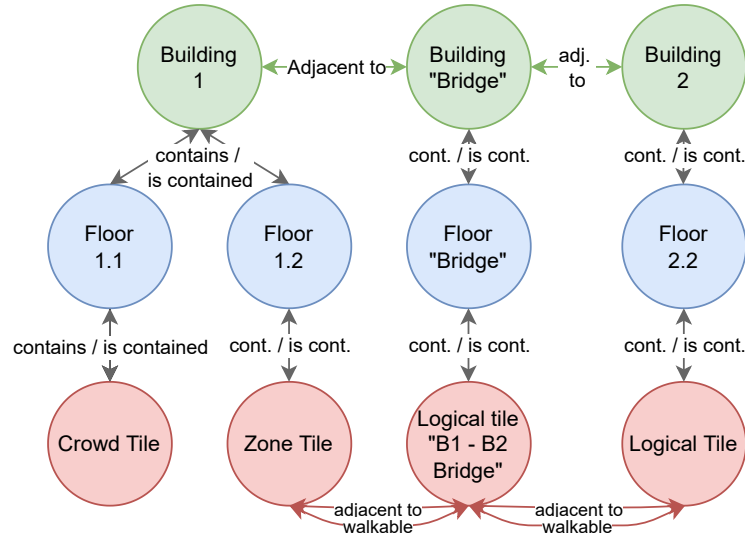 Building
1
Adjacent to
Building
"Bridge"
adj.
to
Building
2
contains /
is contained
cont. / is cont.
cont. / is cont.
Floor
1.1
Floor
1.2
Floor
"Bridge"
Floor
2.2
contains / is contained
cont. / is cont.
cont. / is cont.
cont. / is cont.
Crowd Tile
Zone Tile
Logical tile
"B1 - B2
Bridge"
Logical Tile
adjacent to
walkable
adjacent to
walkable